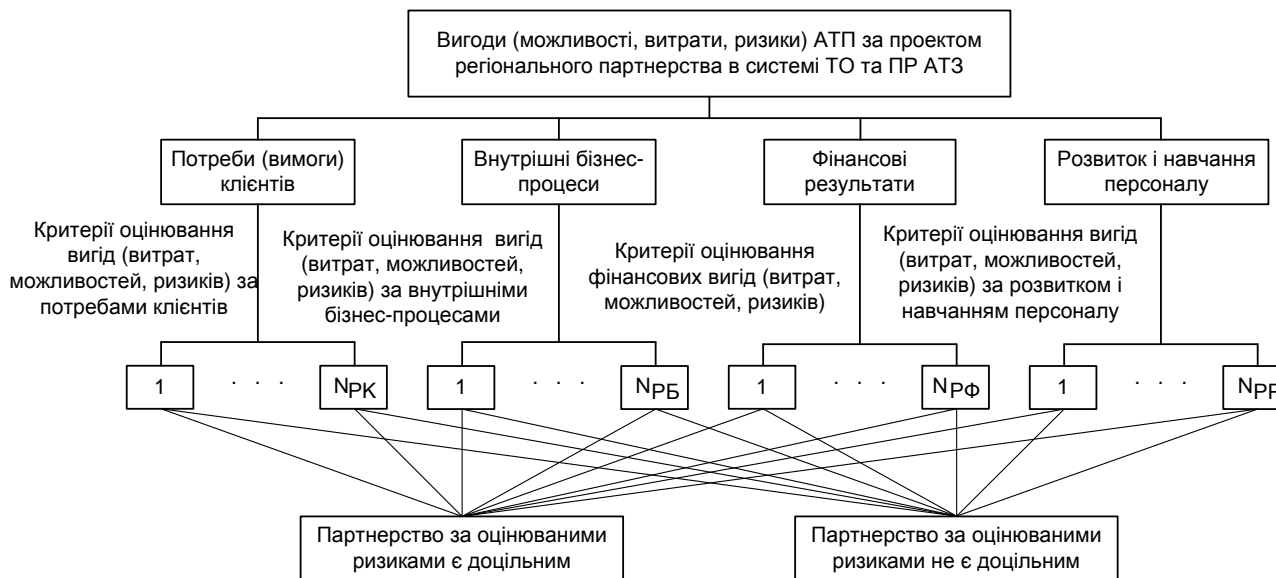 Вигоди (можливості, витрати, ризики) АТП за проектом
регіонального партнерства в системі ТО та ПР АТЗ
Потреби (вимоги)
клієнтів
Внутрішні бізнес-
процеси
Фінансові
результати
Розвиток і навчання
персоналу
Критерії оцінювання
вигід (витрат,
можливостей, ризиків) за
потребами клієнтів
Критерії оцінювання вигід
(витрат, можливостей,
ризиків) за внутрішніми
бізнес-процесами
Критерії оцінювання
фінансових вигід (витрат,
можливостей, ризиків)
Критерії оцінювання вигід
(витрат, можливостей,
ризиків) за розвитком і
навчанням персоналу
1 . . . NРК
1 . . . NРБ
1 . . . NРФ
1 . . . NРР
Партнерство за оцінюваними
ризиками є доцільним
Партнерство за оцінюваними
ризиками не є доцільним